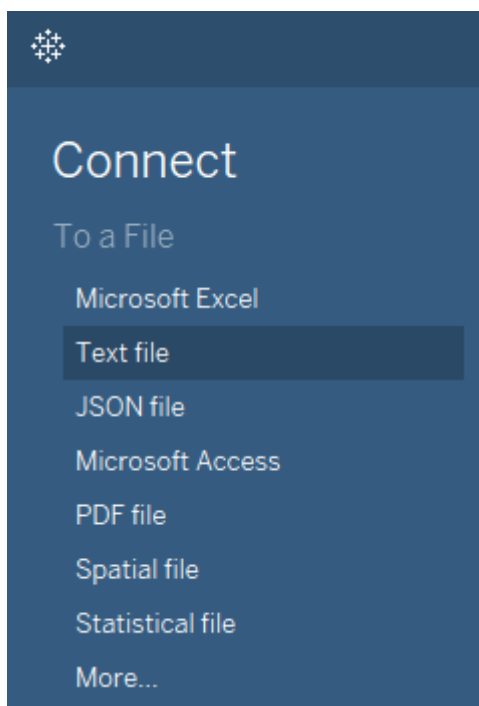 Connect
To a File
Microsoft Excel
Text file
JSON file
Microsoft Access
PDF file
Spatial file
Statistical file
More...